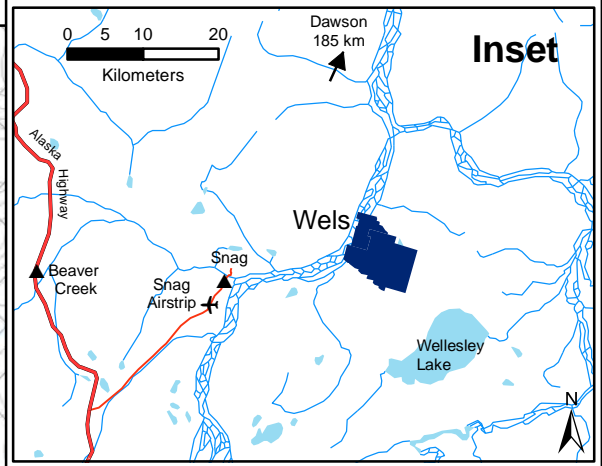 0 5 10 20
Kilometers
Dawson
185 km
Inset
Alaska
Highway
Wels
Snag
Beaver
Creek
Snag
Airstrip
Wellesley
Lake
N